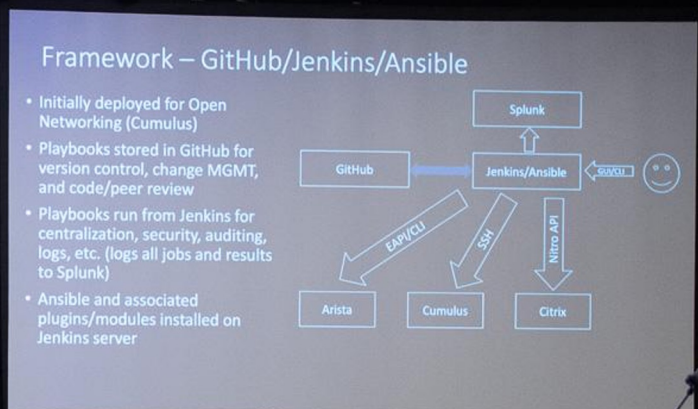 Framework – GitHub/Jenkins/Ansible
• Initially deployed for Open
Networking (Cumulus)
• Playbooks stored in GitHub for
version control, change MGMT,
and code/peer review
• Playbooks run from Jenkins for
centralization, security, auditing,
logs, etc. (logs all jobs and results
to Splunk)
• Ansible and associated
plugins/modules installed on
Jenkins server
Splunk
GitHub
Jenkins/Ansible
GUI/CLI
EAPI/CLI
SSH
Nitro API
Arista
Cumulus
Citrix